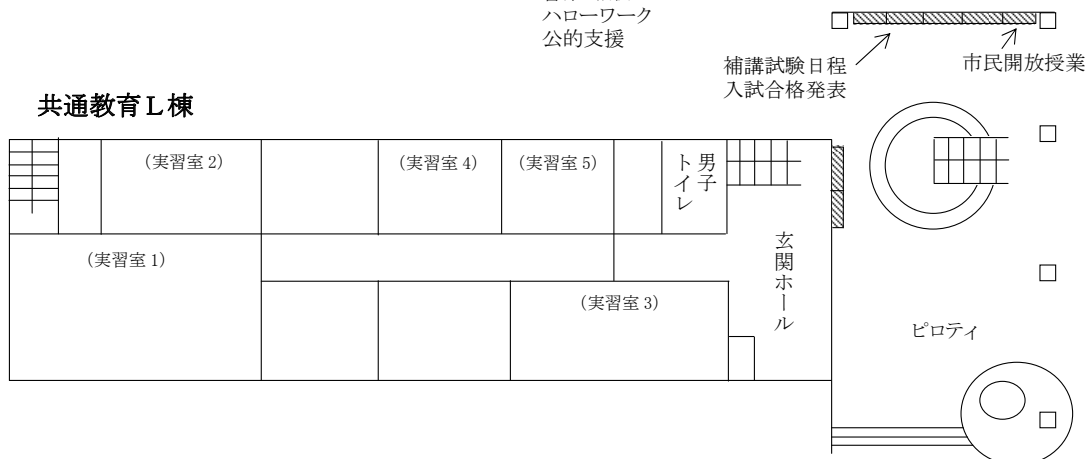 ハローワーク
公的支援
補講試験日程
入試合格発表
市民開放授業
共通教育L棟
(実習室 2)
(実習室 4)
(実習室 5)
男子
トイレ
(実習室 1)
玄関ホール
(実習室 3)
ピロティ